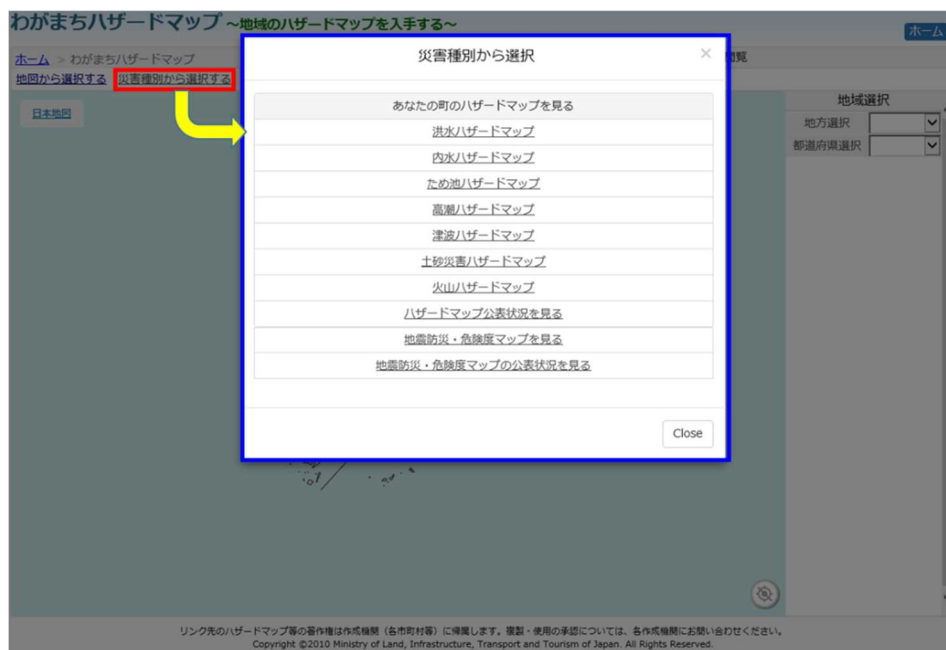 わがまちハザードマップ ~地域のハザードマップを入手する~
ホーム
ホーム > わがまちハザードマップ
閲覧
地図から選択する 災害種別から選択する
日本地図
災害種別から選択 ×
あなたの町のハザードマップを見る
洪水ハザードマップ
内水ハザードマップ
ため池ハザードマップ
高潮ハザードマップ
津波ハザードマップ
土砂災害ハザードマップ
火山ハザードマップ
ハザードマップ公表状況を見る
地震防災・危険度マップを見る
地震防災・危険度マップの公表状況を見る
Close
地域選択
地方選択
都道府県選択
リンク先のハザードマップ等の著作権は作成機関（各市町村等）に帰属します。複製・使用の承認については、各作成機関にお問い合わせください。
Copyright ©2010 Ministry of Land, Infrastructure, Transport and Tourism of Japan. All Rights Reserved.